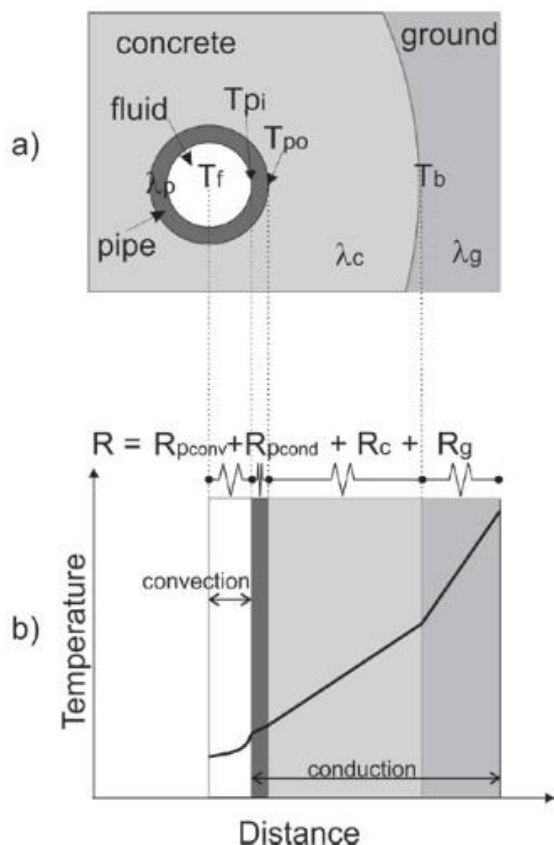 a)
concrete
ground
fluid
Tpi
Tpo
λp
Tf
Tb
pipe
λc
λg
R = Rpconv+Rpcond + Rc + Rg
b)
Temperature
convection
conduction
Distance